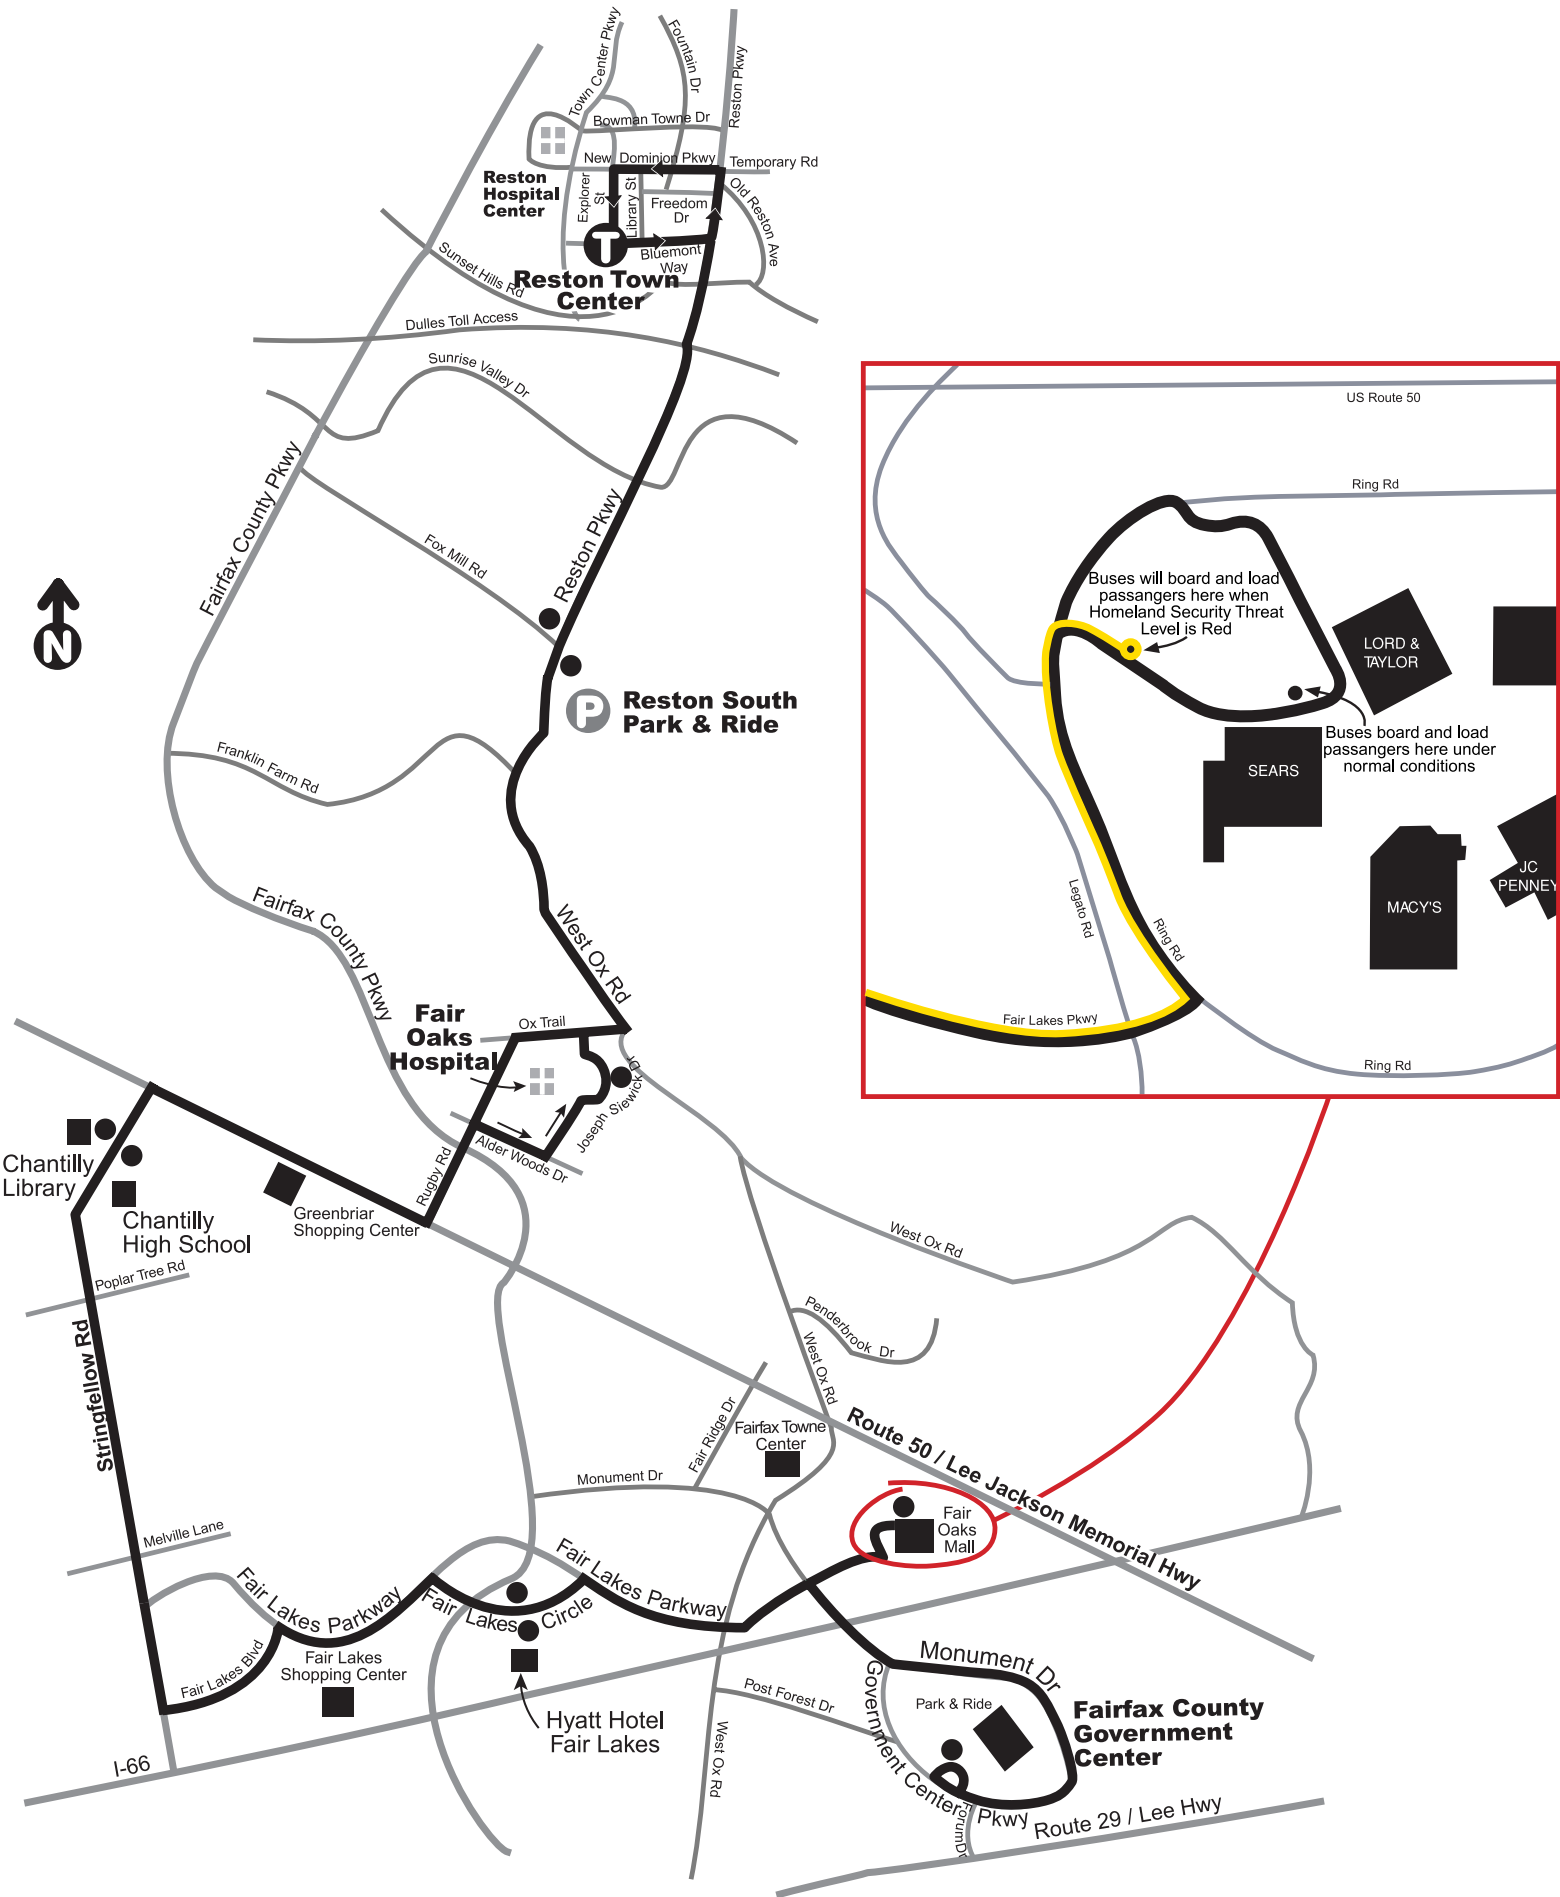 Town Center Pkwy
Fountain Dr
Reston Pkwy
Bowman Towne Dr
New Dominion Pkwy
Temporary Rd
Reston
Hospital
Center
Explorer
St
Library St
Freedom
Dr
Old Reston Ave
T
Bluemont
Way
Sunset Hills Rd
Reston Town
Center
Dulles Toll Access
Sunrise Valley Dr
Fairfax County Pkwy
Reston Pkwy
Fox Mill Rd
N
P
Reston South
Park & Ride
Franklin Farm Rd
Fairfax County Pkwy
West Ox Rd
Fair
Oaks
Hospital
Ox Trail
Joseph Siewick Dr
Alder Woods Dr
Rugby Rd
Chantilly
Library
Chantilly
High School
Greenbriar
Shopping Center
Poplar Tree Rd
Stringfellow Rd
West Ox Rd
Penderbrook Dr
West Ox Rd
Fair Ridge Dr
Fairfax Towne
Center
Route 50 / Lee Jackson Memorial Hwy
Monument Dr
Fair
Oaks
Mall
Melville Lane
Fair Lakes Parkway
Fair Lakes Circle
Fair Lakes Parkway
Fair Lakes Blvd
Fair Lakes
Shopping Center
Hyatt Hotel
Fair Lakes
I-66
Post Forest Dr
West Ox Rd
Monument Dr
Park & Ride
Government Center Pkwy
Fairfax County
Government
Center
Forum Dr
Route 29 / Lee Hwy
US Route 50
Ring Rd
Buses will board and load
passengers here when
Homeland Security Threat
Level is Red
LORD &
TAYLOR
Buses board and load
passengers here under
normal conditions
SEARS
MACY'S
JC
PENNEY
Legato Rd
Ring Rd
Fair Lakes Pkwy
Ring Rd